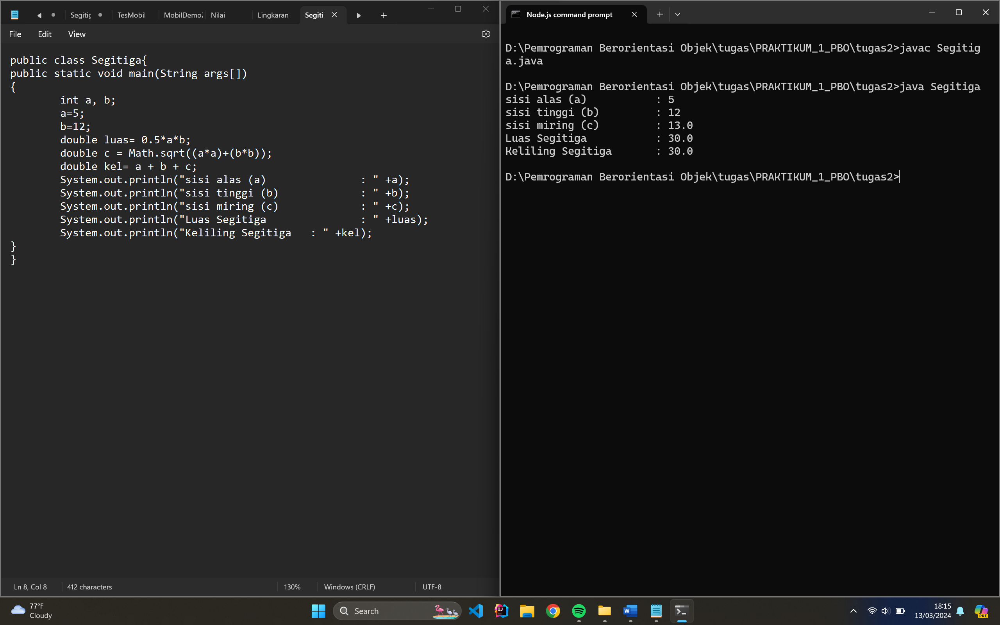 Segitig
TesMobil
MobilDemo2
Nilai
Lingkaran
Segiti
File
Edit
View
public class Segitiga{
public static void main(String args[])
{
int a, b;
a=5;
b=12;
double luas= 0.5*a*b;
double c = Math.sqrt((a*a)+(b*b));
double kel= a + b + c;
System.out.println("sisi alas (a)               : " +a);
System.out.println("sisi tinggi (b)             : " +b);
System.out.println("sisi miring (c)             : " +c);
System.out.println("Luas Segitiga               : " +luas);
System.out.println("Keliling Segitiga   : " +kel);
}
}
Ln 8, Col 8
412 characters
130%
Windows (CRLF)
UTF-8
Node.js command prompt
D:\Pemrograman Berorientasi Objek\tugas\PRAKTIKUM_1_PBO\tugas2>javac Segitig
a.java
D:\Pemrograman Berorientasi Objek\tugas\PRAKTIKUM_1_PBO\tugas2>java Segitiga
sisi alas (a)           : 5
sisi tinggi (b)         : 12
sisi miring (c)         : 13.0
Luas Segitiga           : 30.0
Keliling Segitiga       : 30.0
D:\Pemrograman Berorientasi Objek\tugas\PRAKTIKUM_1_PBO\tugas2>
77°F
Cloudy
Search
IJ
W
18:15
13/03/2024
PRE